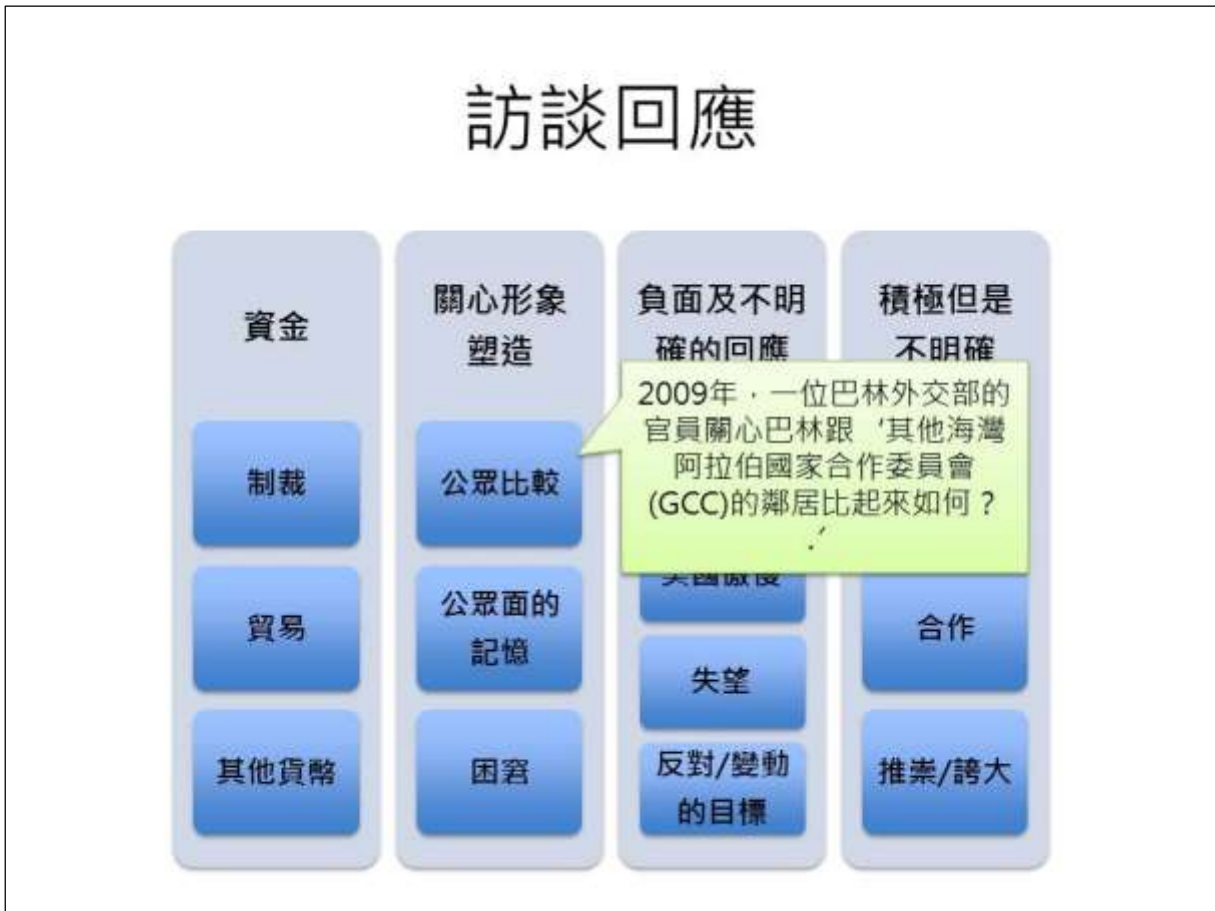 訪談回應
資金
制裁
貿易
其他貨幣
關心形象
塑造
公眾比較
公眾面的
記憶
困窘
負面及不明
確的回應
2009年，一位巴林外交部的
官員關心巴林跟 ‘其他海灣
阿拉伯國家合作委員會
(GCC)的鄰居比起來如何？
.’
失望
反對/變動
的目標
積極但是
不明確
合作
推崇/誇大